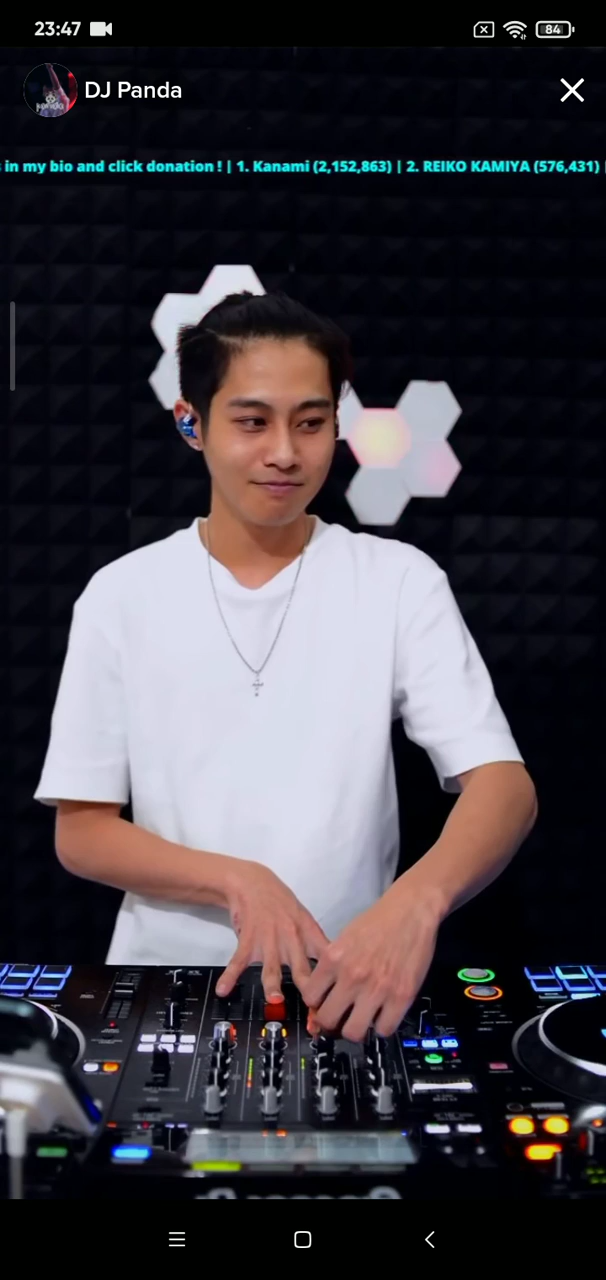 23:47
84
DJ Panda
in my bio and click donation ! | 1. Kanami (2,152,863) | 2. REIKO KAMIYA (576,431) |